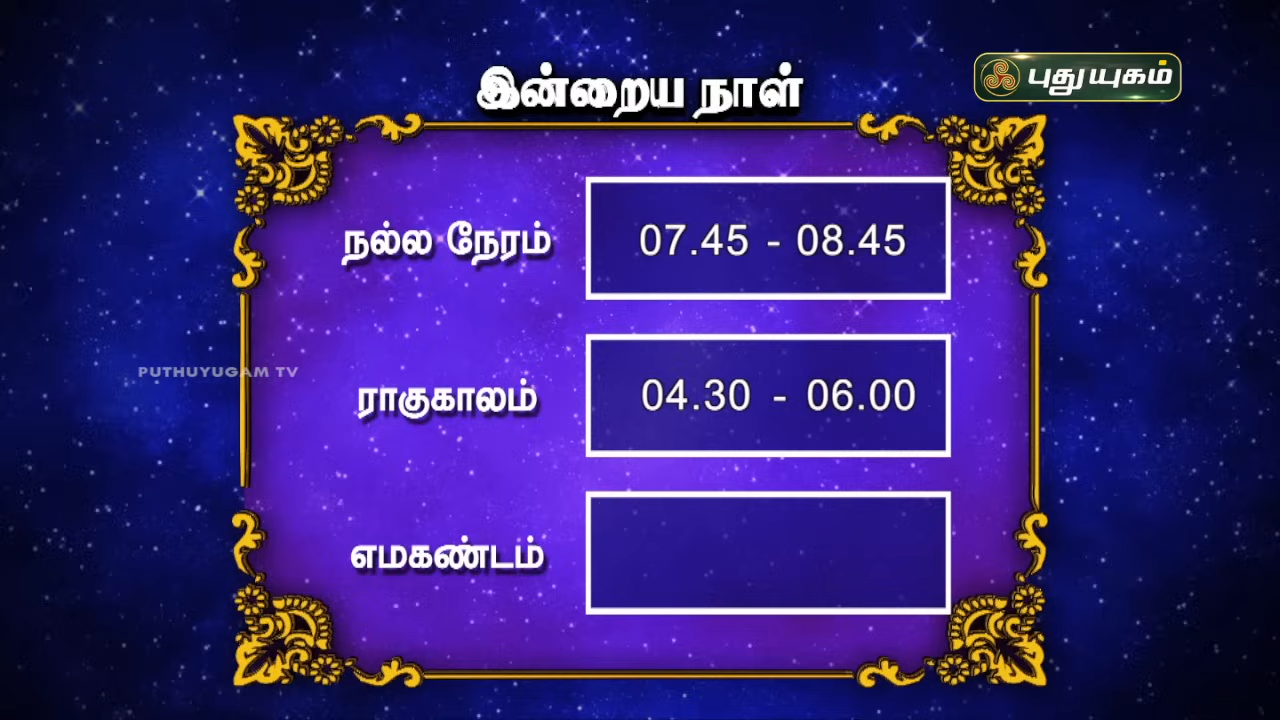 இன்றைய நாள்
புதுயுகம்
நல்ல நேரம்
07.45 - 08.45
PUTHUYUGAM TV
ராகுகாலம்
04.30 - 06.00
எமகண்டம்